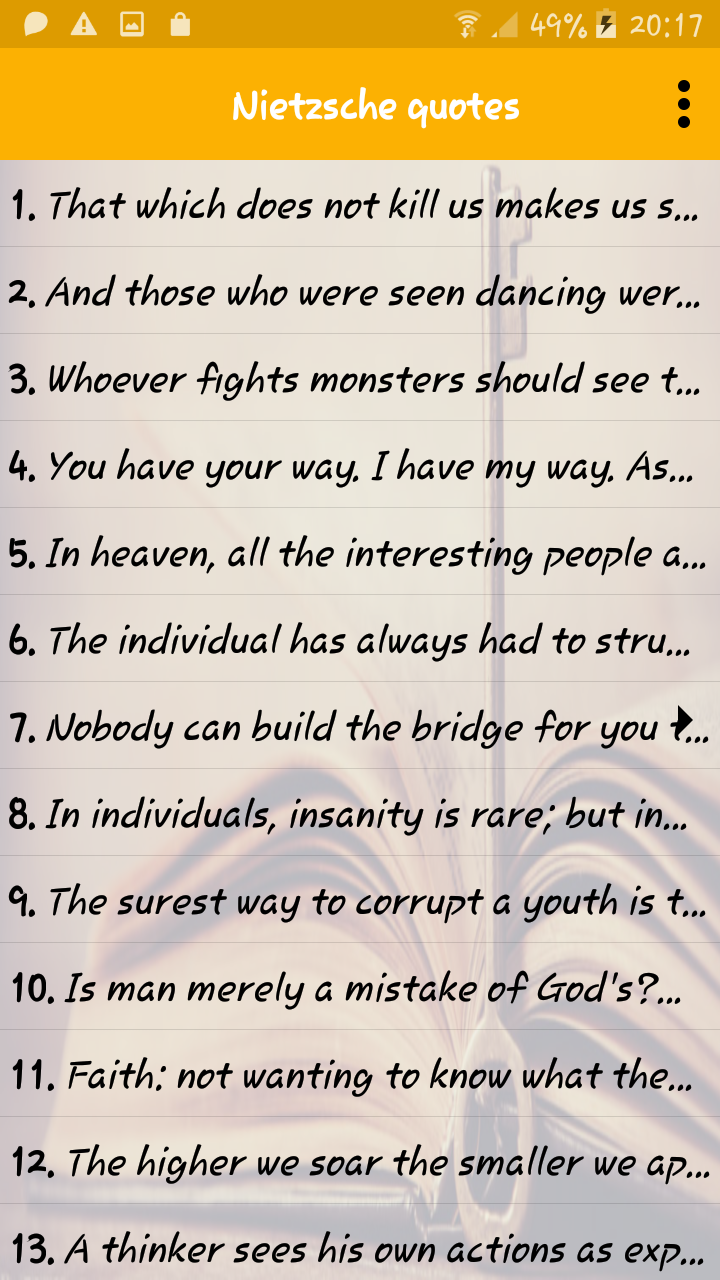 49% 20:17
Nietzsche quotes
1. That which does not kill us makes us s...
2. And those who were seen dancing wer...
3. Whoever fights monsters should see t...
4. You have your way. I have my way. As...
5. In heaven, all the interesting people a...
6. The individual has always had to stru...
7. Nobody can build the bridge for you t...
8. In individuals, insanity is rare; but in...
9. The surest way to corrupt a youth is t...
10. Is man merely a mistake of God's?...
11. Faith: not wanting to know what the...
12. The higher we soar the smaller we ap...
13. A thinker sees his own actions as exp...